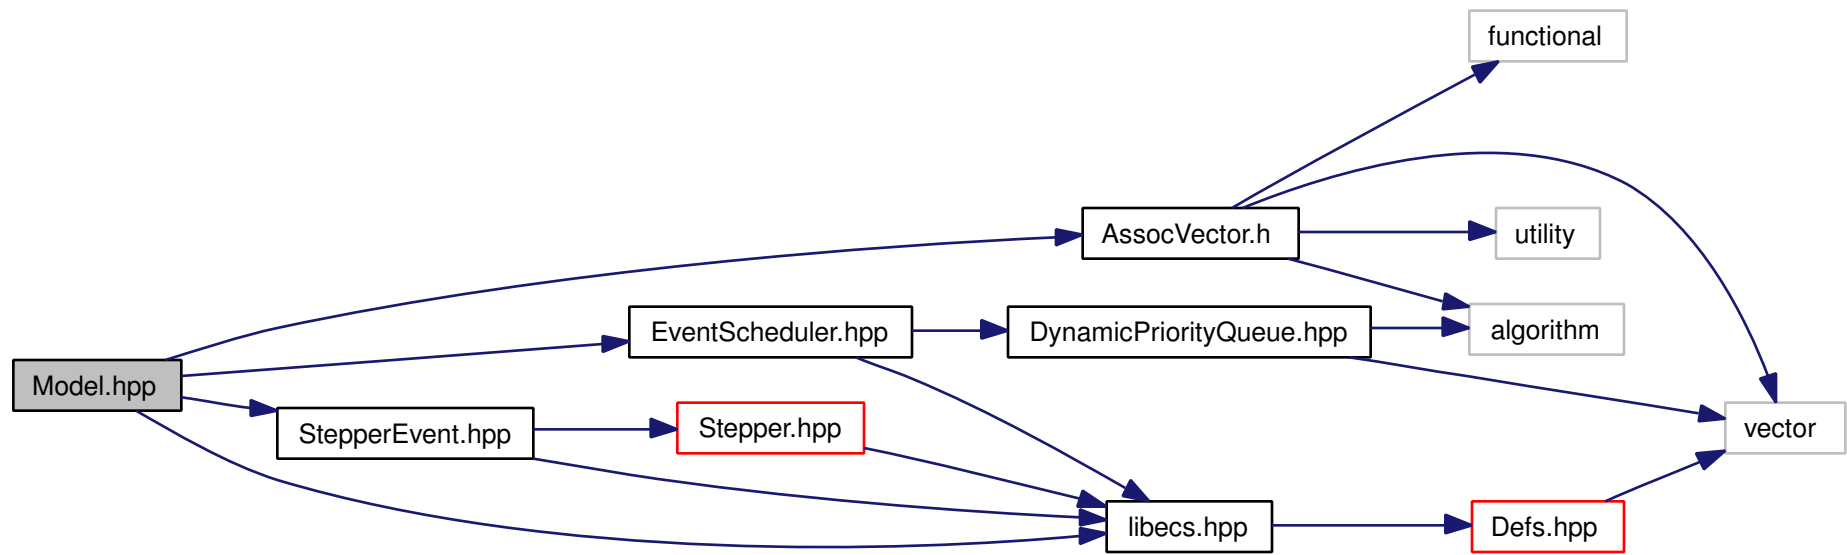 functional
AssocVector.h
utility
EventScheduler.hpp
DynamicPriorityQueue.hpp
algorithm
Model.hpp
StepperEvent.hpp
Stepper.hpp
vector
libecs.hpp
Defs.hpp